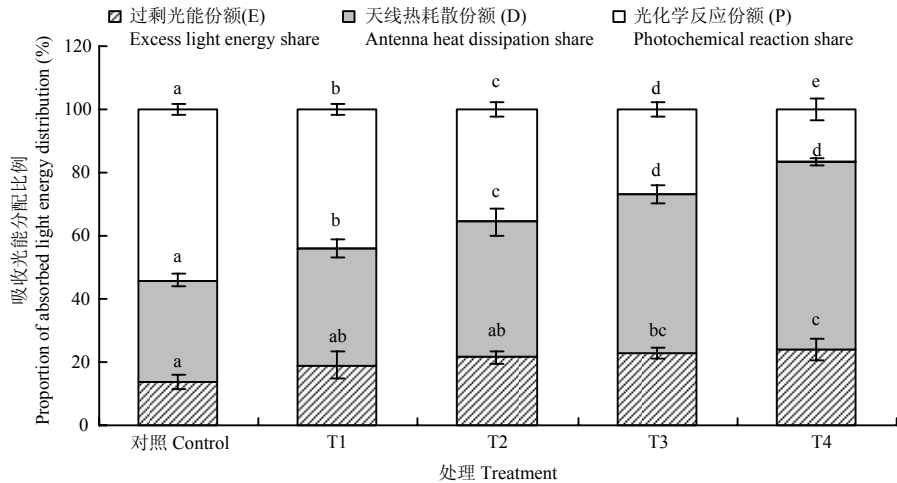 过剩光能份额(E)
Excess light energy share
天线热耗散份额 (D)
Antenna heat dissipation share
光化学反应份额 (P)
Photochemical reaction share
吸收光能分配比例
Proportion of absorbed light energy distribution (%)
120
100
80
60
40
20
0
a
b
c
d
e
a
b
c
d
d
a
ab
ab
bc
c
对照 Control
T1
T2
T3
T4
处理 Treatment